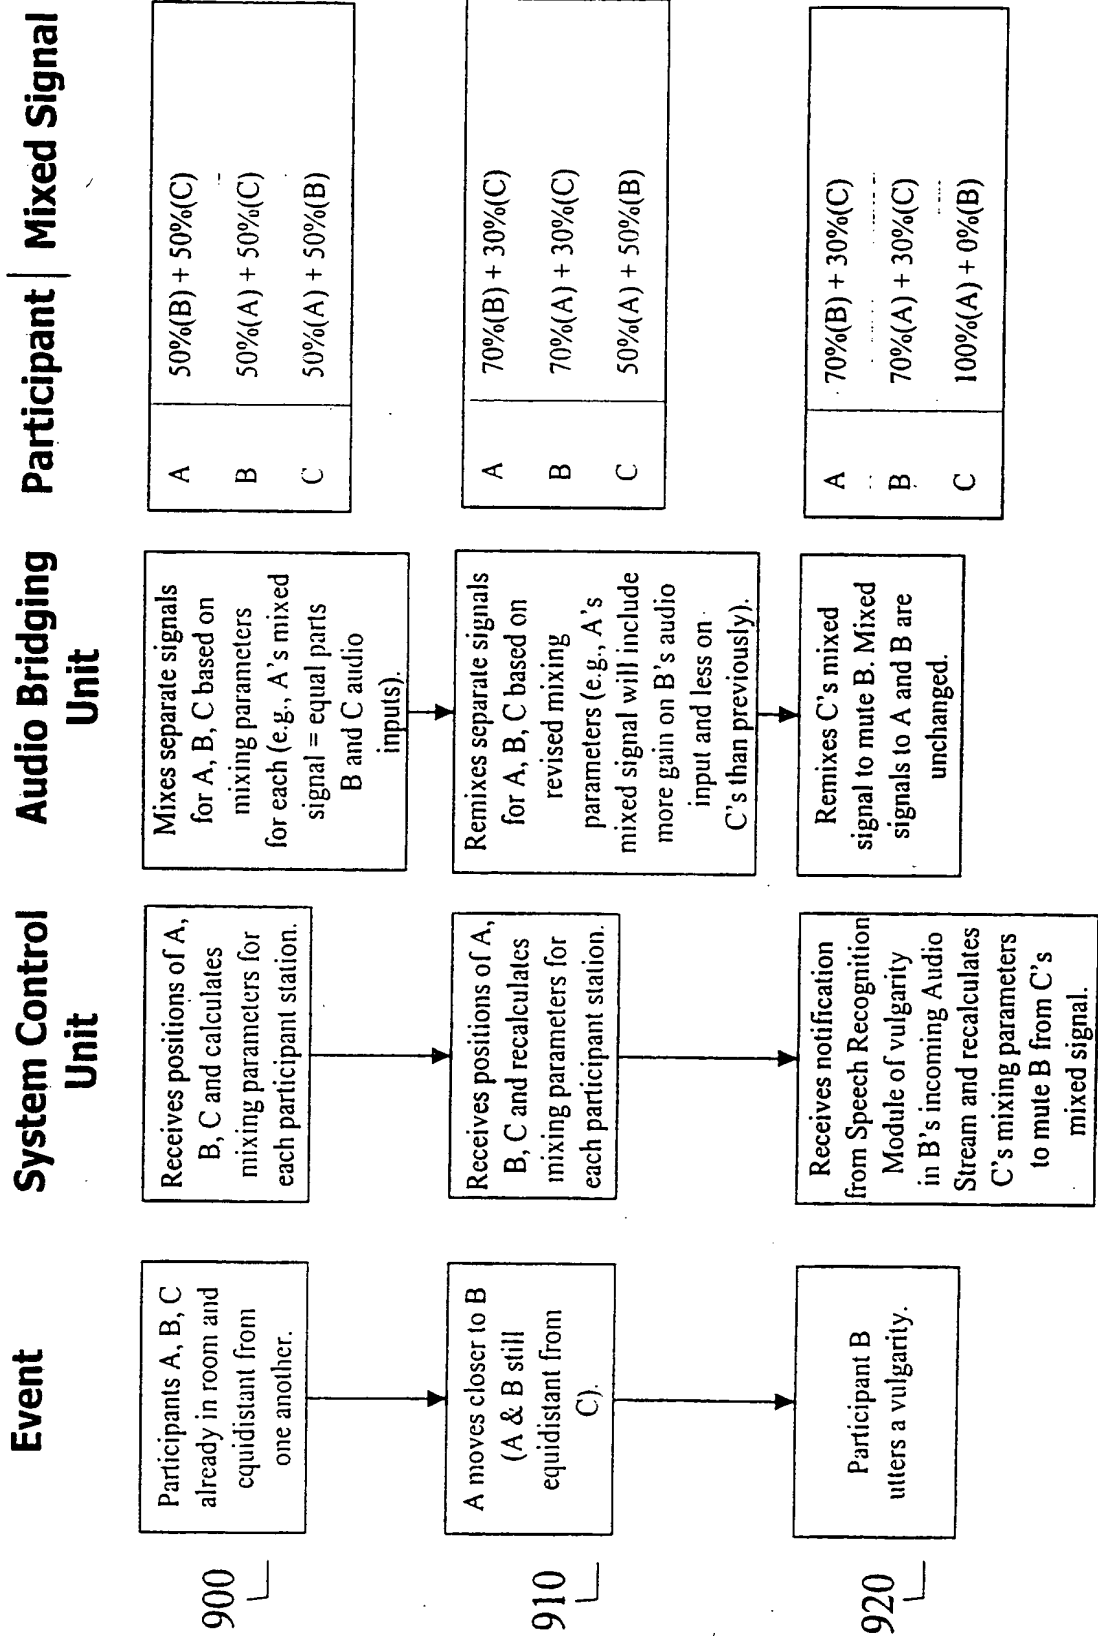 Event
System Control
Unit
Audio Bridging
Unit
Participant | Mixed Signal
900
Participants A, B, C
already in room and
equidistant from
one another.
Receives positions of A,
B, C and calculates
mixing parameters for
each participant station.
Mixes separate signals
for A, B, C based on
mixing parameters
for each (e.g., A's mixed
signal = equal parts
B and C audio
inputs).
A 50%(B) + 50%(C)
B 50%(A) + 50%(C)
C 50%(A) + 50%(B)
910
A moves closer to B
(A & B still
equidistant from
C).
Receives positions of A,
B, C and recalculates
mixing parameters for
each participant station.
Remixes separate signals
for A, B, C based on
revised mixing
parameters (e.g., A's
mixed signal will include
more gain on B's audio
input and less on
C's than previously).
A 70%(B) + 30%(C)
B 70%(A) + 30%(C)
C 50%(A) + 50%(B)
920
Participant B
utters a vulgarity.
Receives notification
from Speech Recognition
Module of vulgarity
in B's incoming Audio
Stream and recalculates
C's mixing parameters
to mute B from C's
mixed signal.
Remixes C's mixed
signal to mute B. Mixed
signals to A and B are
unchanged.
A 70%(B) + 30%(C)
B 70%(A) + 30%(C)
C 100%(A) + 0%(B)